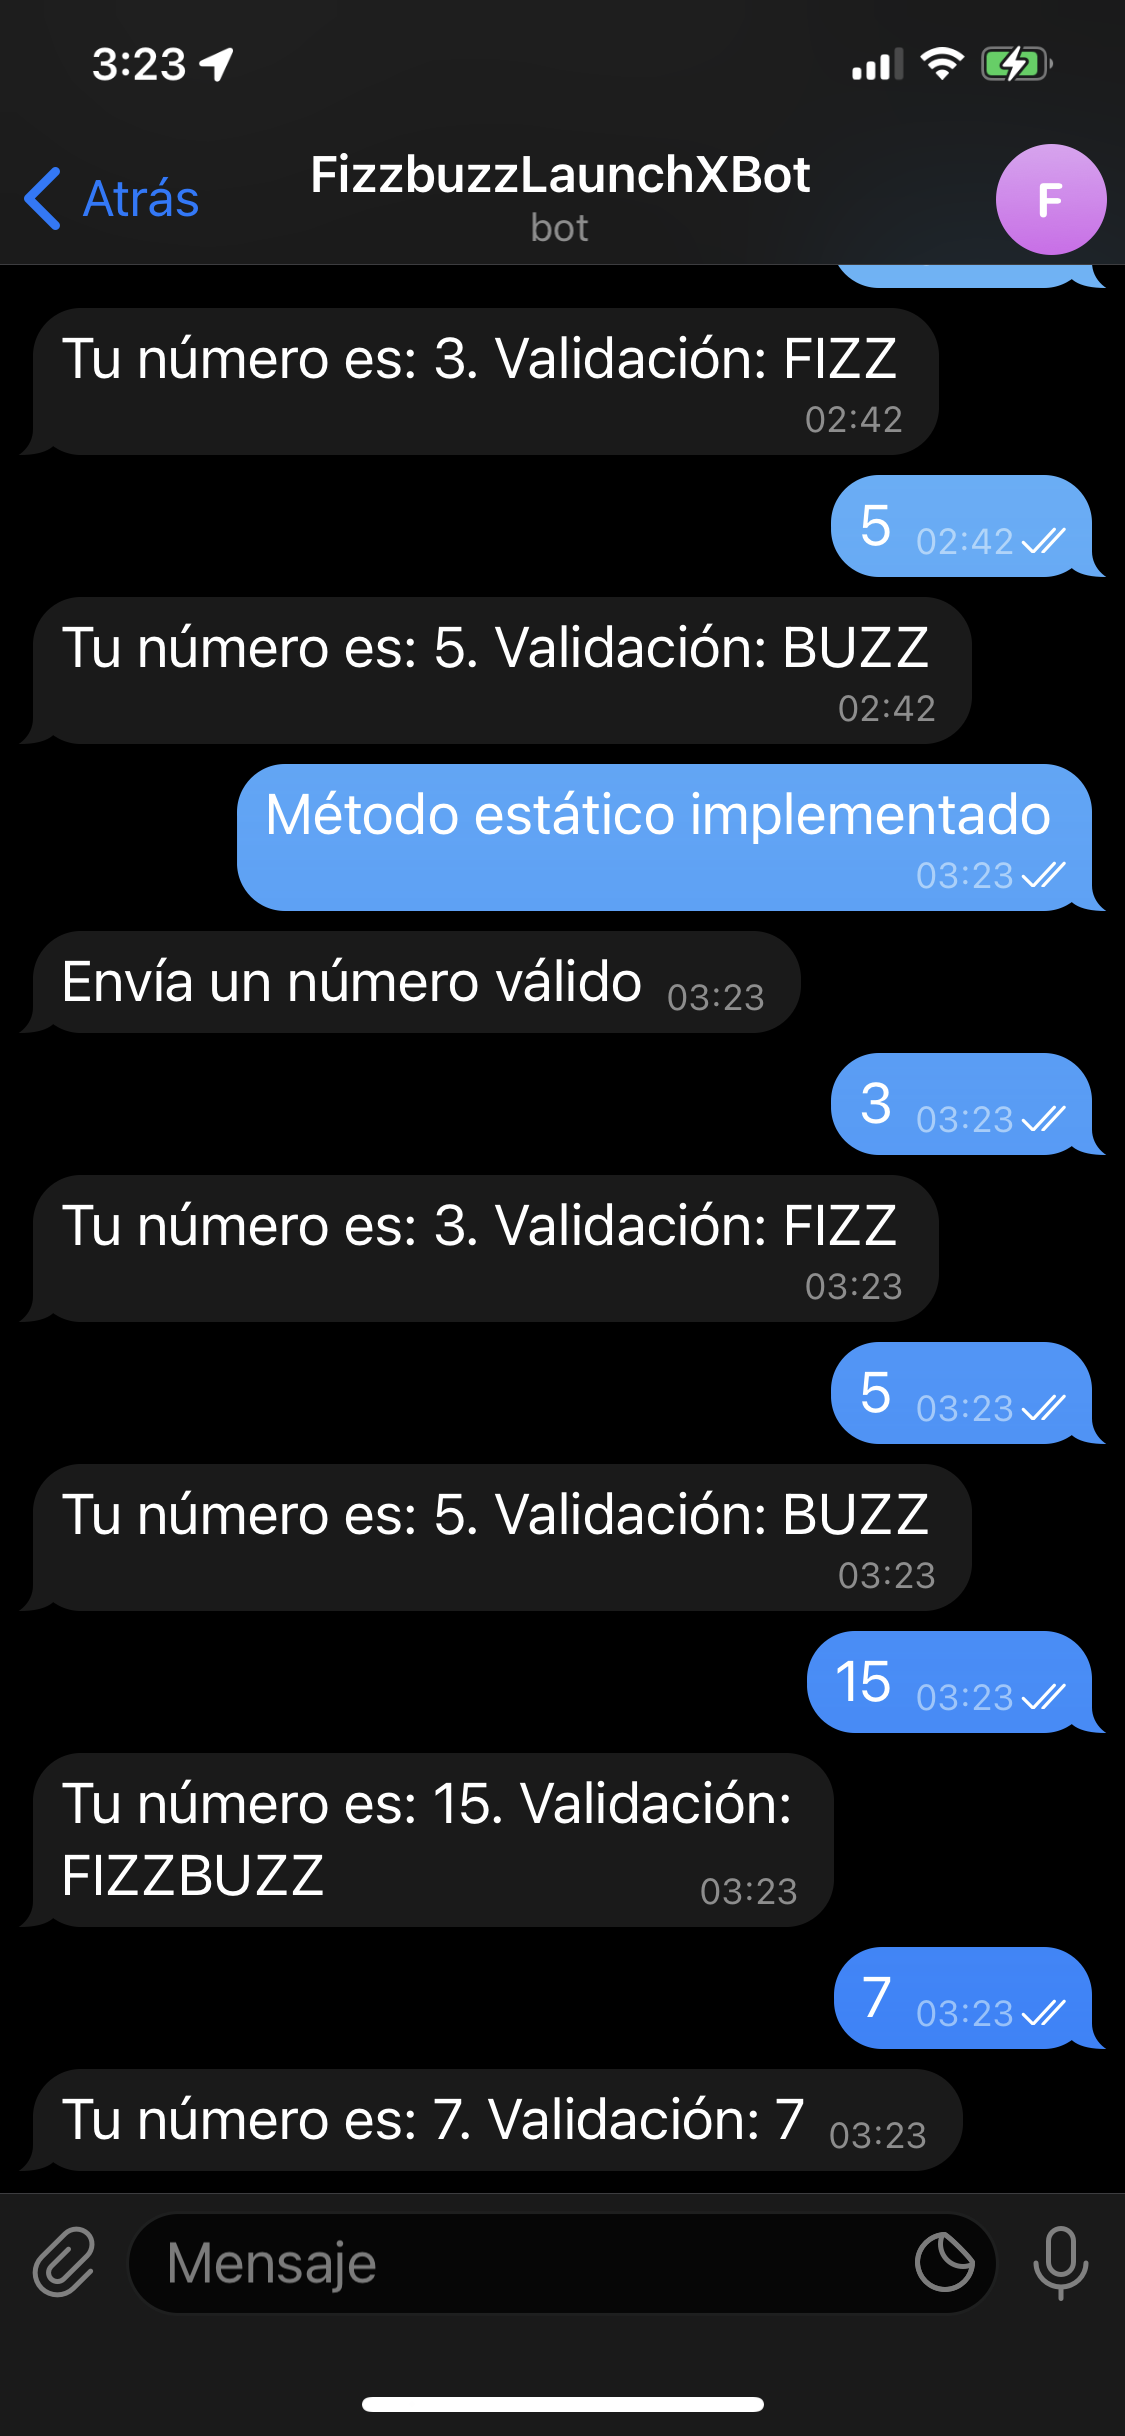 3:23
Atrás
FizzbuzzLaunchXBot
bot
F
Tu número es: 3. Validación: FIZZ
02:42
5 02:42
Tu número es: 5. Validación: BUZZ
02:42
Método estático implementado
03:23
Envía un número válido 03:23
3 03:23
Tu número es: 3. Validación: FIZZ
03:23
5 03:23
Tu número es: 5. Validación: BUZZ
03:23
15 03:23
Tu número es: 15. Validación:
FIZZBUZZ 03:23
7 03:23
Tu número es: 7. Validación: 7 03:23
Mensaje